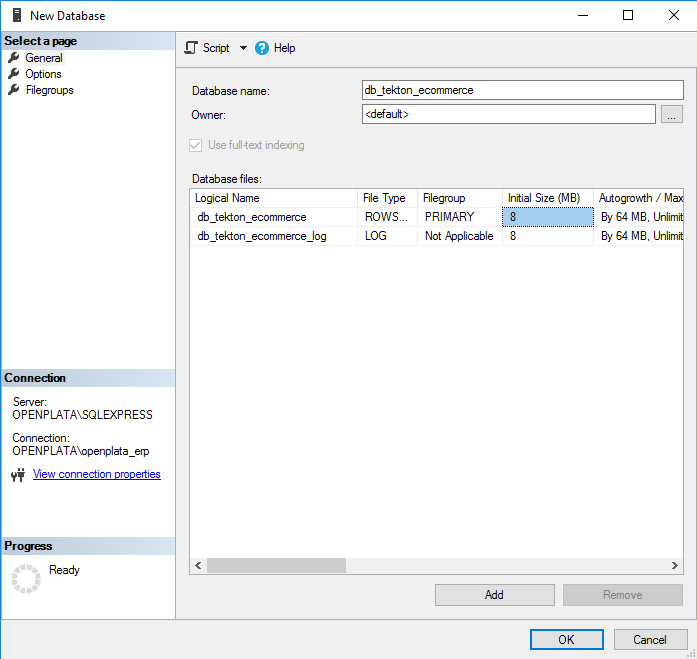 New Database
Select a page
General
Options
Filegroups
Script Help
Database name: db_tekton_ecommerce
Owner: <default> ...
Use full-text indexing
Database files:
Logical Name File Type Filegroup Initial Size (MB) Autogrowth / Max
db_tekton_ecommerce ROWS... PRIMARY 8 By 64 MB, Unlimit
db_tekton_ecommerce_log LOG Not Applicable 8 By 64 MB, Unlimit
Connection
Server:
OPENPLATA\SQLEXPRESS
Connection:
OPENPLATA\openplata_erp
View connection properties
Progress
Ready
Add Remove
OK Cancel